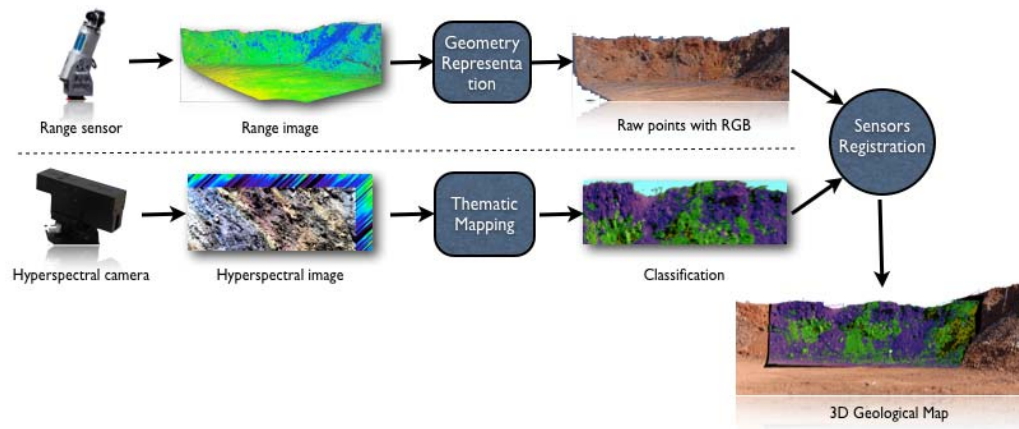 Geometry
Representa
tion
Range sensor
Range image
Raw points with RGB
Sensors
Registration
Thematic
Mapping
Hyperspectral camera
Hyperspectral image
Classification
3D Geological Map